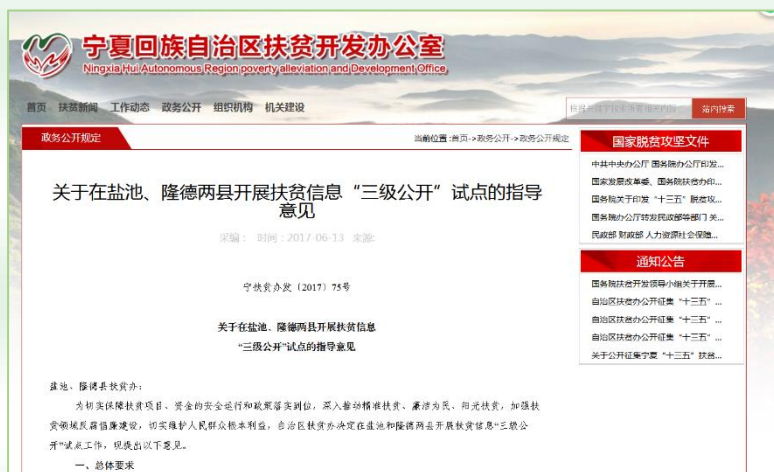 宁夏回族自治区扶贫开发办公室
Ningxia Hui Autonomous Region poverty alleviation and Development Office
首页 扶贫新闻 工作动态 政务公开 组织机构 机关建设
站内搜索
政务公开规定
当前位置:首页->政务公开->政务公开规定
关于在盐池、隆德两县开展扶贫信息“三级公开”试点的指导
意见
采编： 时间：2017-06-13 来源:
宁扶贫办发（2017）75号
关于在盐池、隆德两县开展扶贫信息
“三级公开”试点的指导意见
盐池、隆德县扶贫办：
为切实保障扶贫项目、资金的安全运行和政策落实到位，深入推动精准扶贫、廉洁为民、阳光扶贫，加强扶
贫领域反腐倡廉建设，切实维护人民群众根本利益，自治区扶贫办决定在盐池和隆德两县开展扶贫信息“三级公
开”试点工作，现提出以下意见。
一、总体要求
国家脱贫攻坚文件
中共中央办公厅 国务院办公厅印发...
国家发展改革委、国务院扶贫办印...
国务院关于印发“十三五”脱贫攻...
国务院办公厅转发民政部等部门 关...
民政部 财政部 人力资源社会保障...
通知公告
国务院扶贫开发领导小组关于开展...
自治区扶贫办公开征集“十三五”...
自治区扶贫办公开征集“十三五”...
自治区扶贫办公开征集“十三五”...
关于公开征集宁夏“十三五”扶贫...